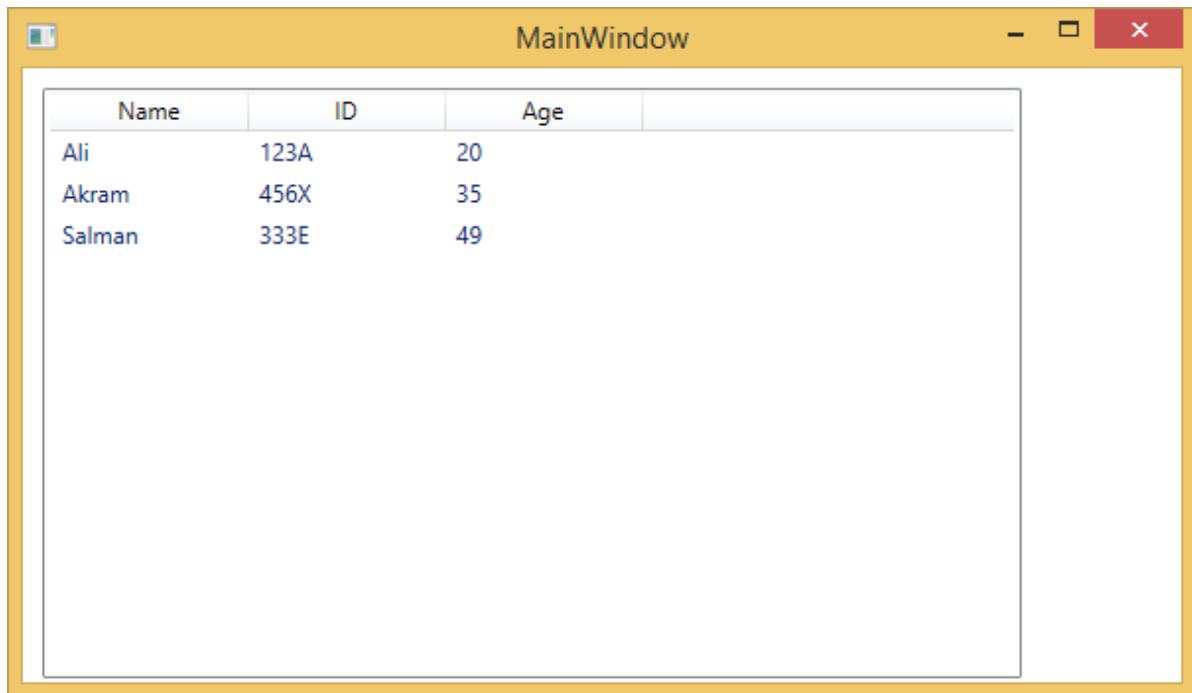 MainWindow
Name ID Age
Ali 123A 20
Akram 456X 35
Salman 333E 49